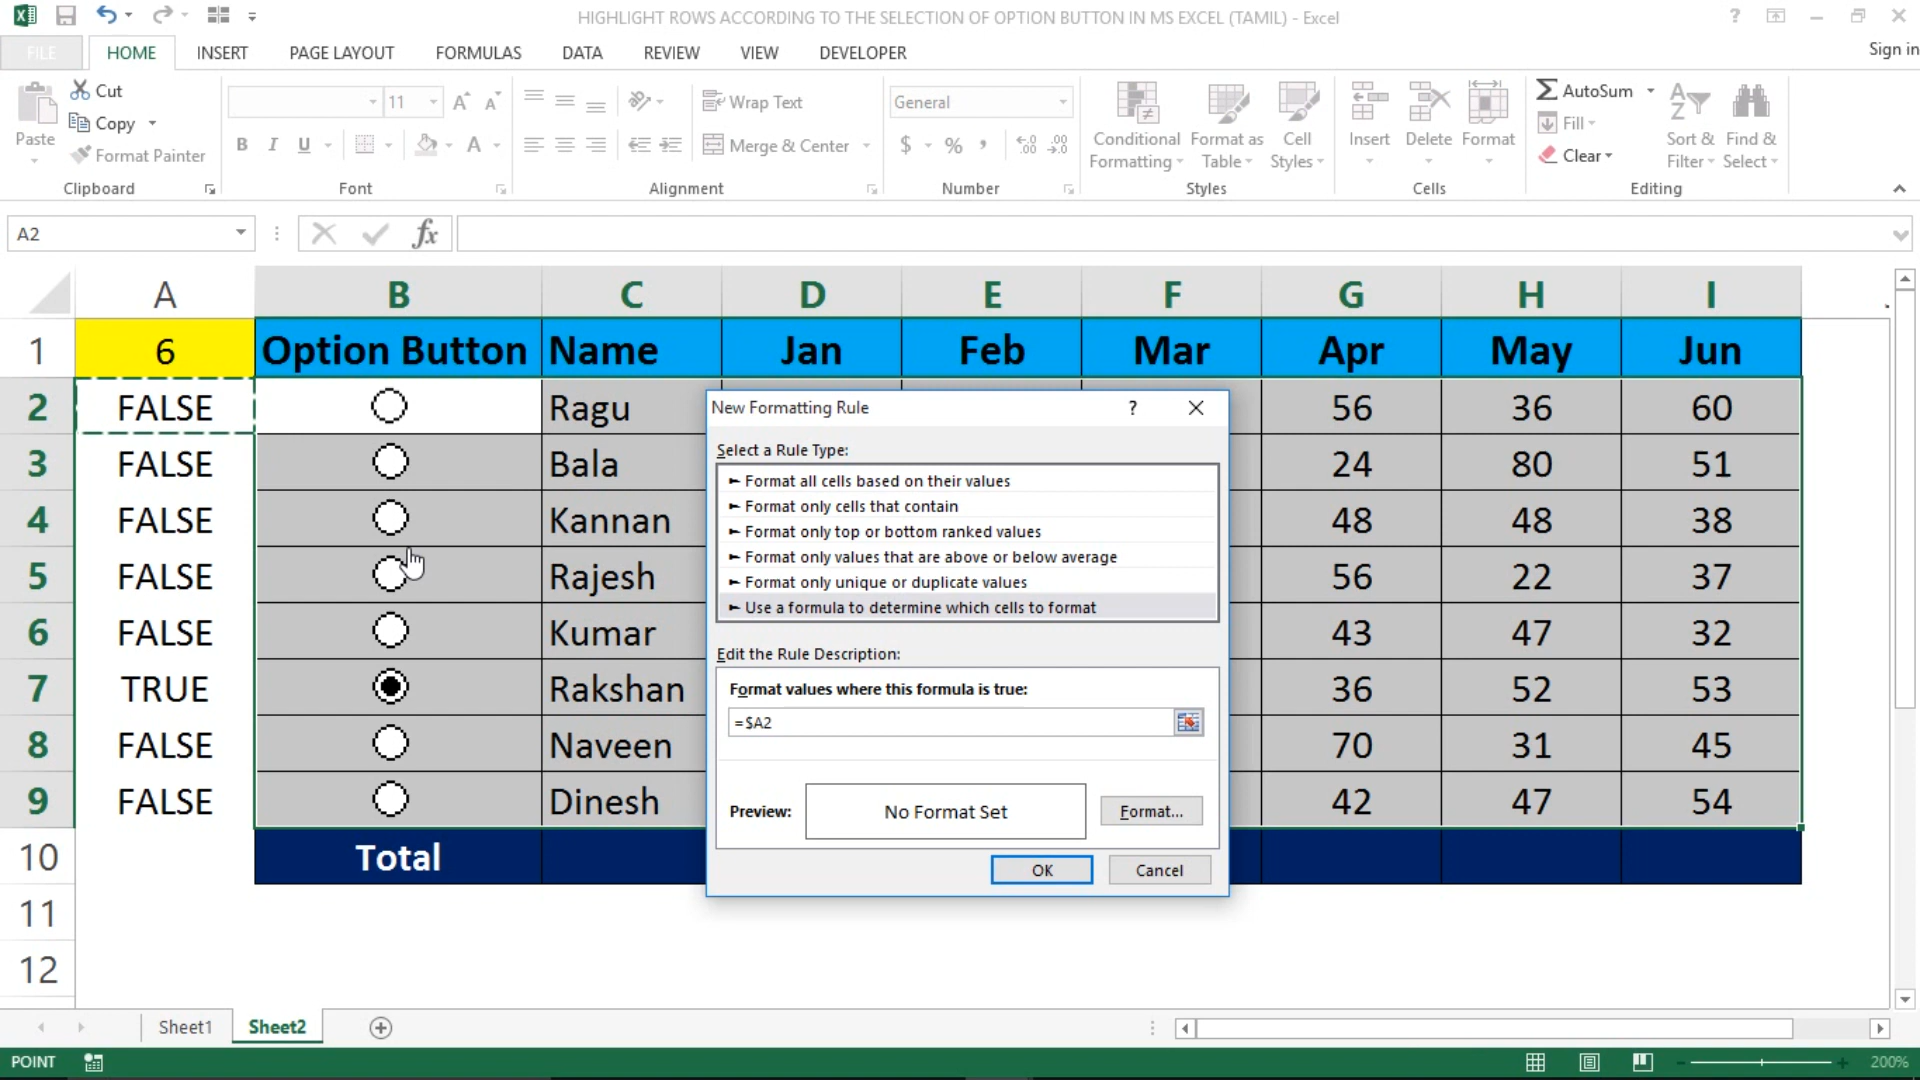 HIGHLIGHT ROWS ACCORDING TO THE SELECTION OF OPTION BUTTON IN MS EXCEL (TAMIL) - Excel
?
FILE HOME INSERT PAGE LAYOUT FORMULAS DATA REVIEW VIEW DEVELOPER Sign in
Paste
Cut
Copy
Format Painter
Clipboard
11
B I U
Font
Wrap Text
Merge & Center
Alignment
General
$ % ,
Number
Conditional Formatting
Format as Table
Cell Styles
Styles
Insert
Delete
Format
Cells
AutoSum
Fill
Clear
Sort & Filter
Find & Select
Editing
A2
fx
A B C D E F G H I
1 6 Option Button Name Jan Feb Mar Apr May Jun
2 FALSE Ragu 56 36 60
3 FALSE Bala 24 80 51
4 FALSE Kannan 48 48 38
5 FALSE Rajesh 56 22 37
6 FALSE Kumar 43 47 32
7 TRUE Rakshan 36 52 53
8 FALSE Naveen 70 31 45
9 FALSE Dinesh 42 47 54
10 Total
11
12
New Formatting Rule ?
Select a Rule Type:
► Format all cells based on their values
► Format only cells that contain
► Format only top or bottom ranked values
► Format only values that are above or below average
► Format only unique or duplicate values
► Use a formula to determine which cells to format
Edit the Rule Description:
Format values where this formula is true:
=$A2
Preview: No Format Set Format...
OK Cancel
Sheet1 Sheet2
POINT 200%